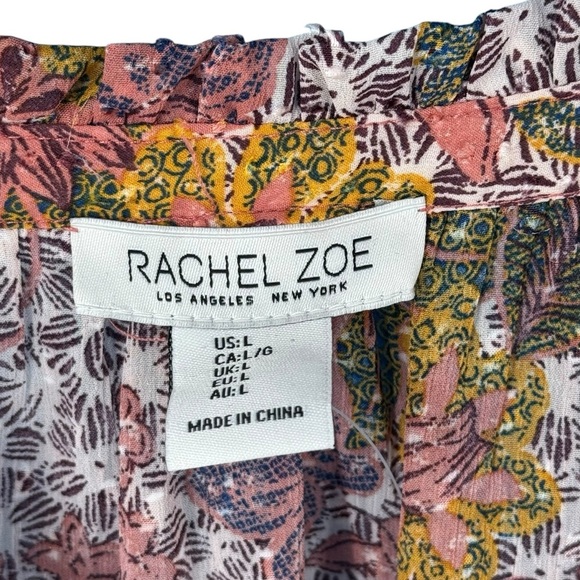 RACHEL ZOE
LOS ANGELES NEW YORK
US: L
CA: L/G
UK: L
EU: L
AU: L
MADE IN CHINA